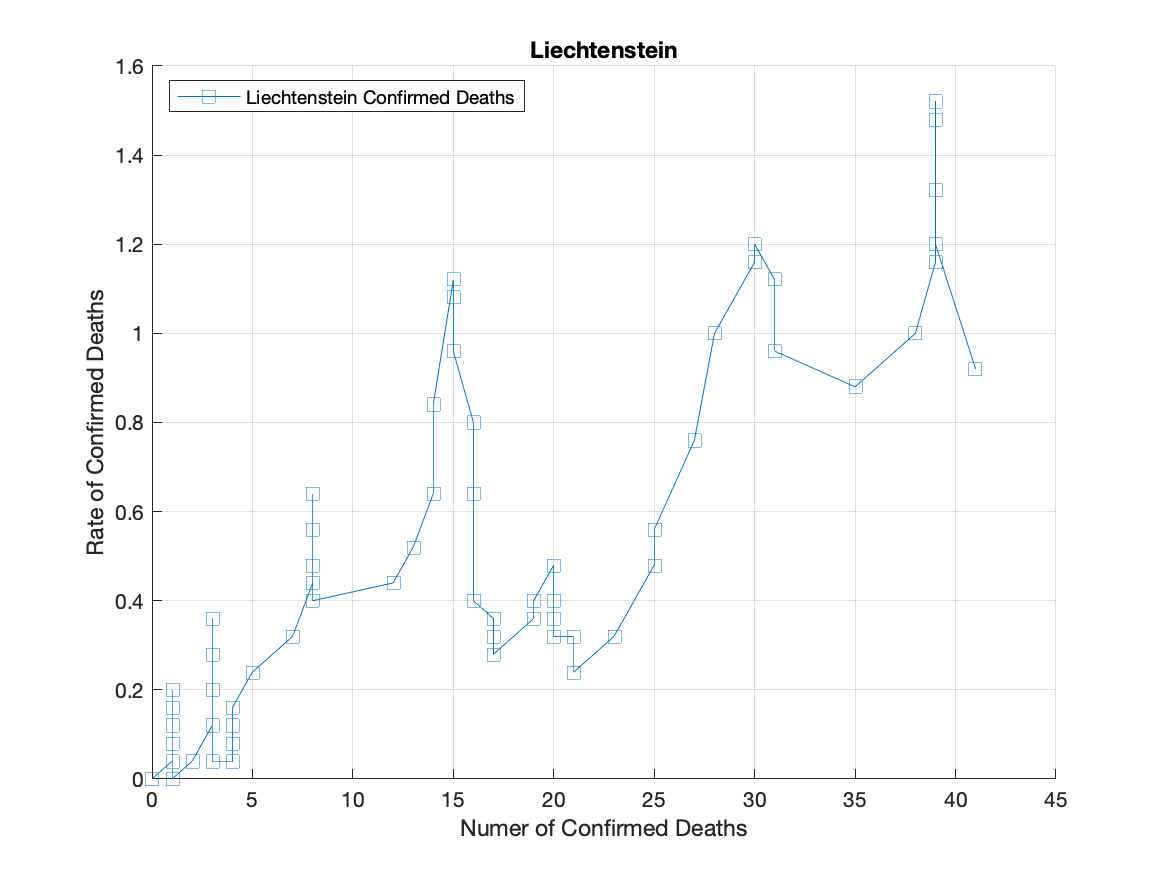 Liechtenstein
Liechtenstein Confirmed Deaths
1.6
1.4
1.2
1
0.8
0.6
0.4
0.2
0
Rate of Confirmed Deaths
0 5 10 15 20 25 30 35 40 45
Numer of Confirmed Deaths